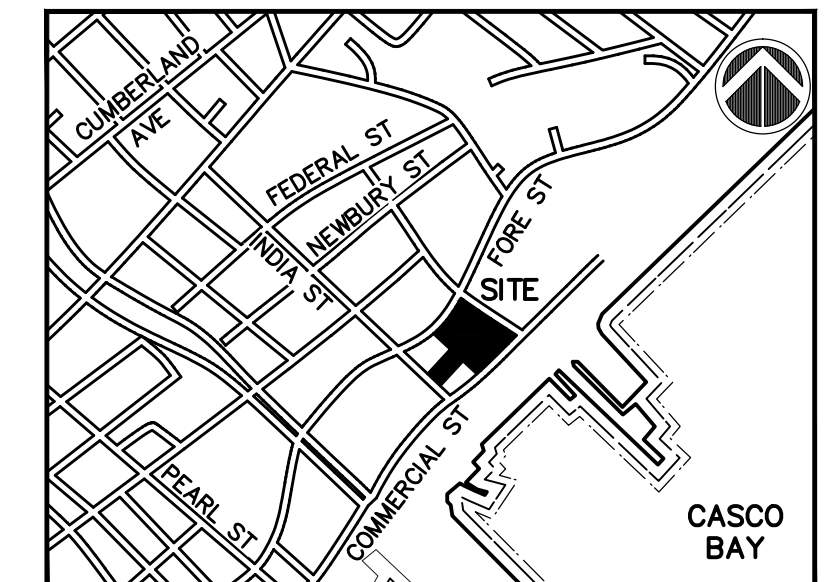 CUMBERLAND
AVE
FEDERAL ST
NEWBURY ST
INDIA ST
FORE ST
SITE
COMMERCIAL ST
PEARL ST
CASCO
BAY